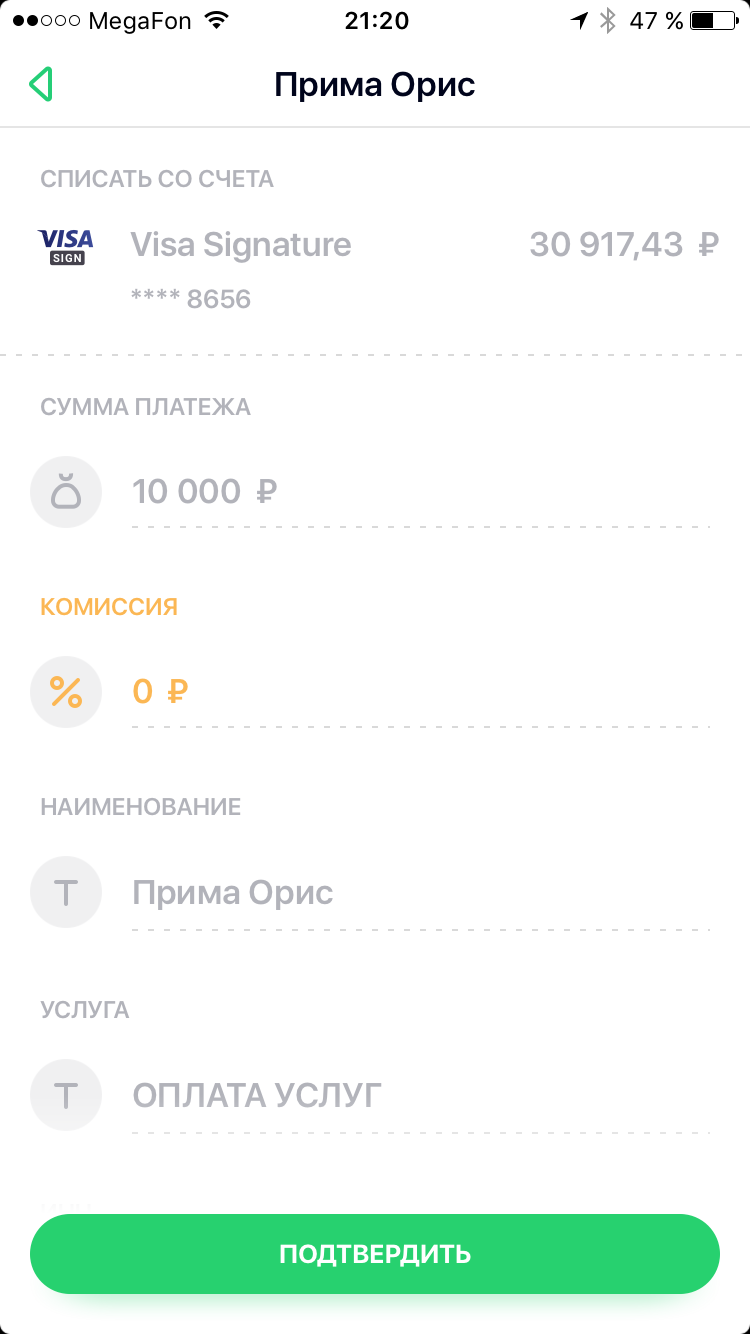 MegaFon 21:20 47 %
Прима Орис
СПИСАТЬ СО СЧЕТА
VISA Visa Signature 30 917,43 ₽
SIGN
**** 8656
СУММА ПЛАТЕЖА
10 000 ₽
КОМИССИЯ
% 0 ₽
НАИМЕНОВАНИЕ
T Прима Орис
УСЛУГА
T ОПЛАТА УСЛУГ
ПОДТВЕРДИТЬ